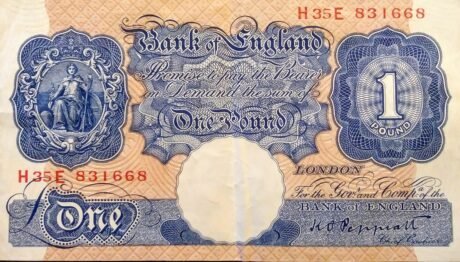 H35E 831668
Bank of England
Promise to pay the Bearer
on Demand the sum of
One Pound
1
POUND
H35E 831668
LONDON
For the Gov.r and Comp.a of the
BANK OF ENGLAND
K O Peppiatt
Chief Cashier
£One